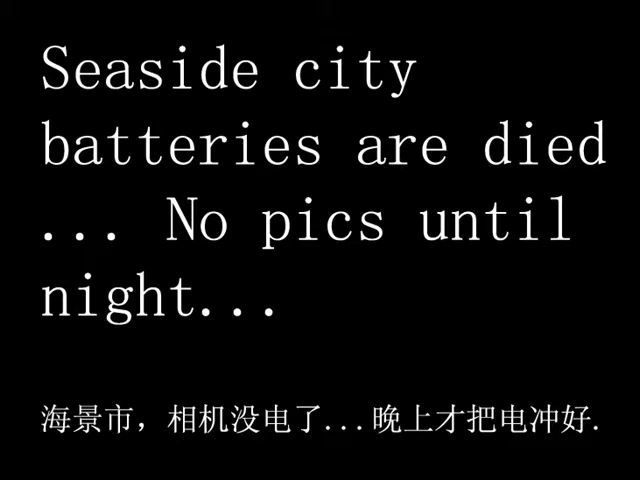 Seaside city
batteries are died
... No pics until
night...
海景市，相机没电了...晚上才把电冲好.